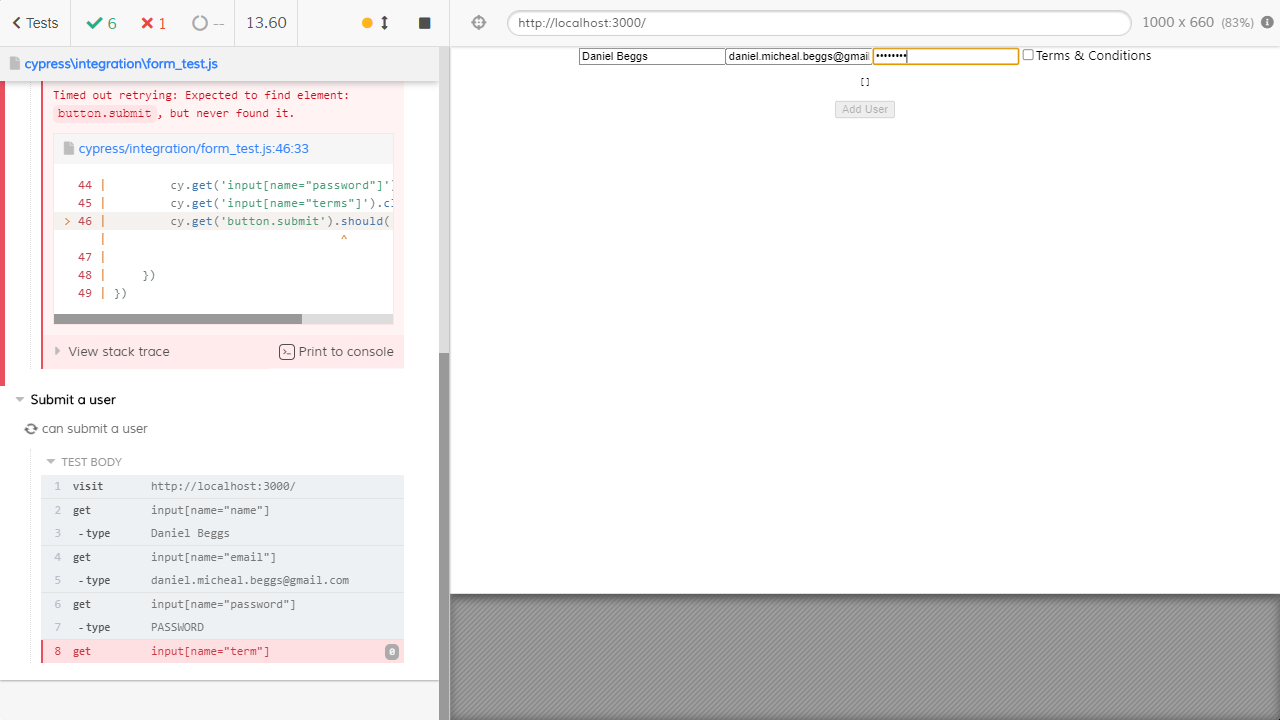 Tests 6 1 -- 13.60
http://localhost:3000/ 1000 x 660 (83%)
cypress\integration\form_test.js
Daniel Beggs daniel.micheal.beggs@gmail •••••••• Terms & Conditions
[]
Add User
Timed out retrying: Expected to find element:
button.submit, but never found it.
cypress/integration/form_test.js:46:33
44 | cy.get('input[name="password"]')
45 | cy.get('input[name="terms"]').cl
> 46 | cy.get('button.submit').should(
| ^
47 |
48 | })
49 | })
View stack trace Print to console
Submit a user
can submit a user
TEST BODY
1 visit http://localhost:3000/
2 get input[name="name"]
3 -type Daniel Beggs
4 get input[name="email"]
5 -type daniel.micheal.beggs@gmail.com
6 get input[name="password"]
7 -type PASSWORD
8 get input[name="term"] 0